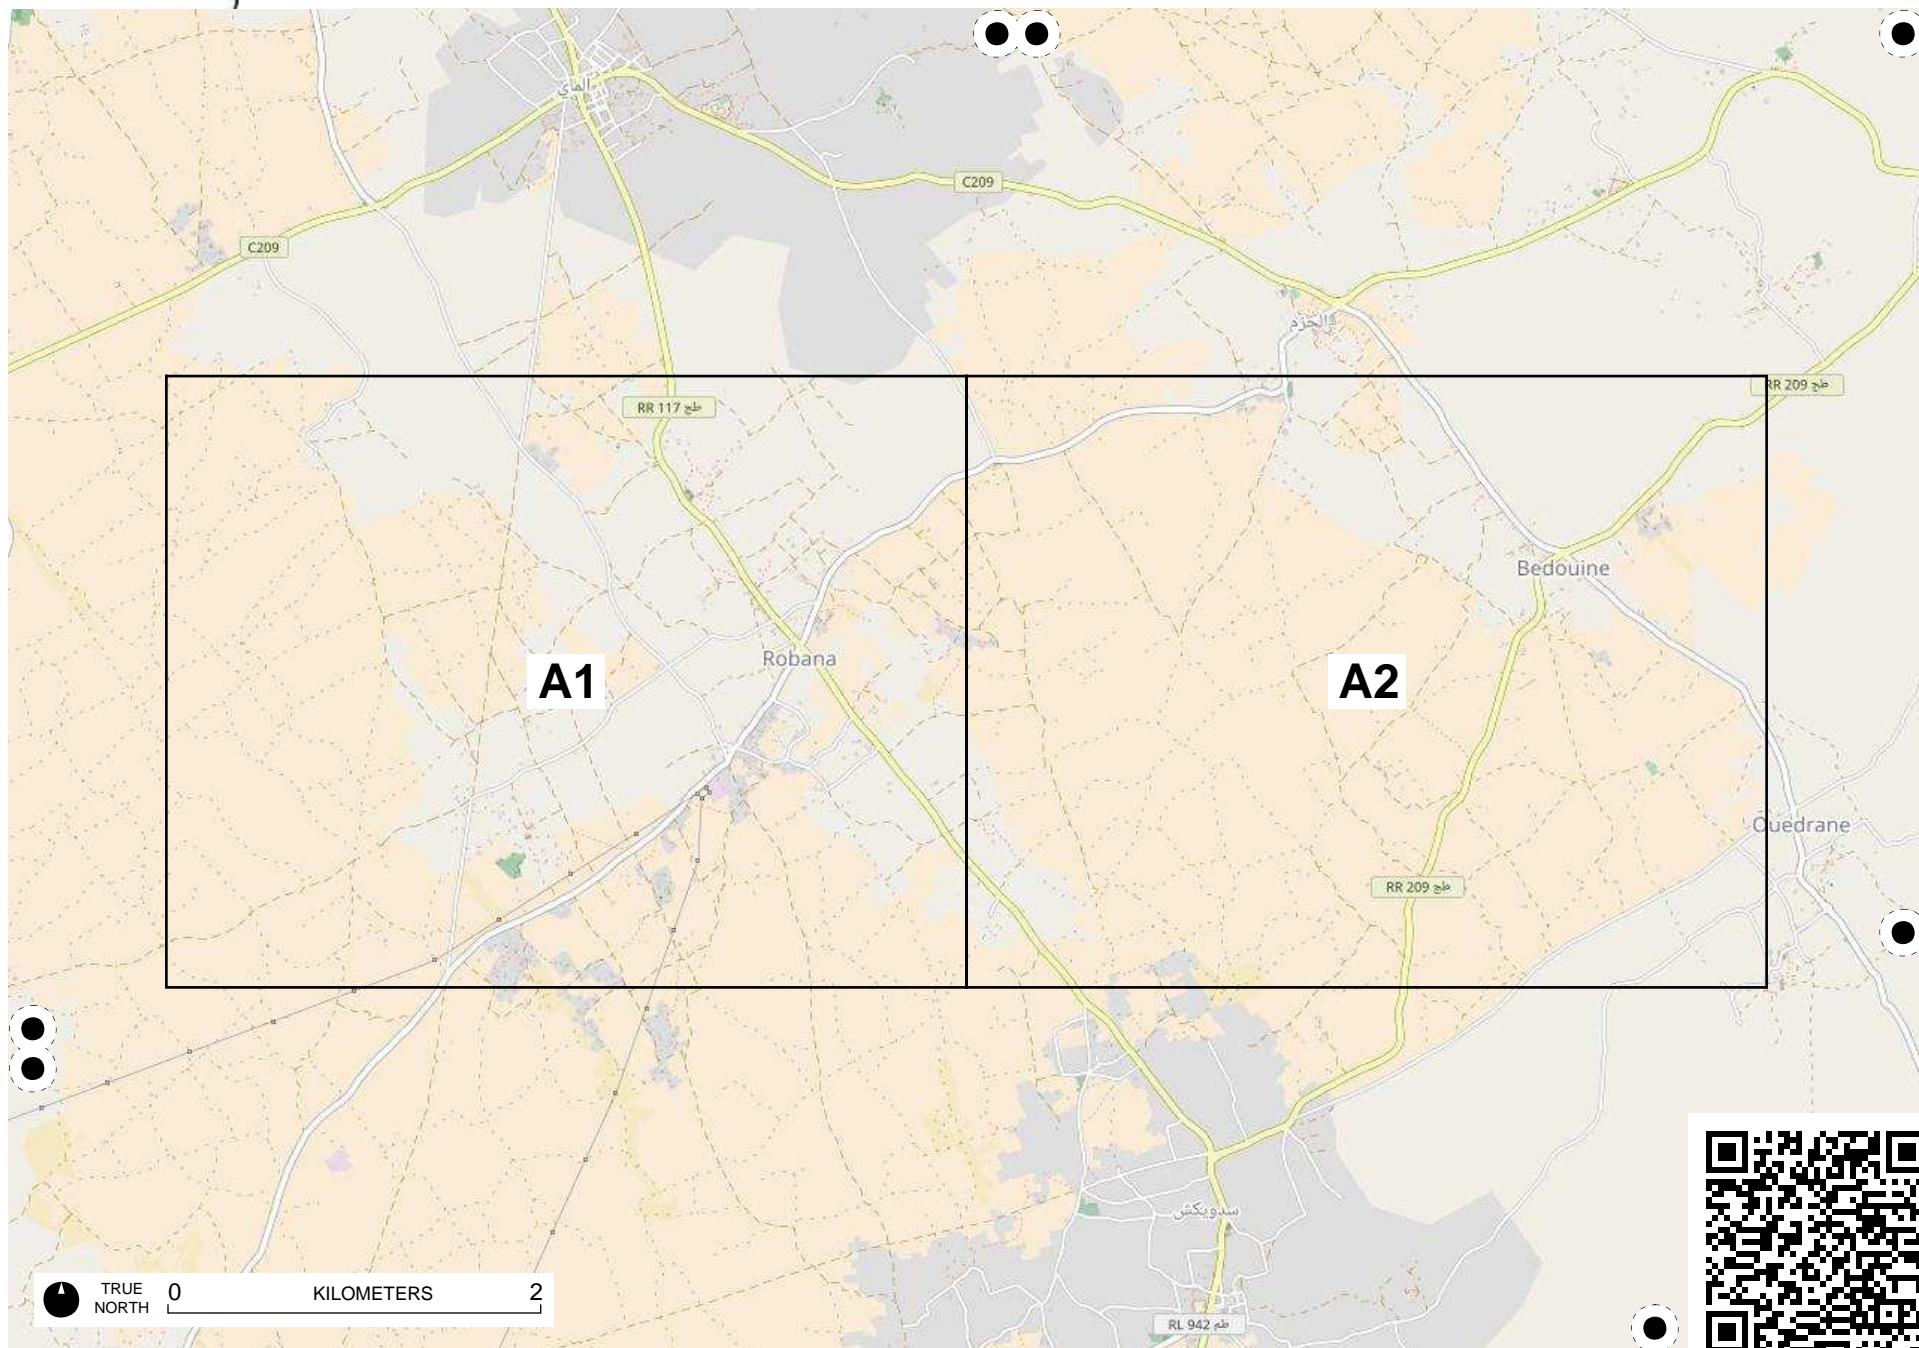 الماي
C209
C209
الحزم
RR 117 طج
RR 209 طج
Bedouine
Robana
A1
A2
Ouedrane
RR 209 طج
سدويكش
TRUE
NORTH
0 KILOMETERS 2
RL 942 طم